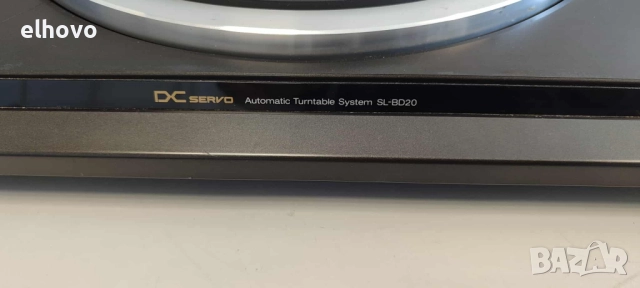 elhovo
DC SERVO Automatic Turntable System SL-BD20
BAZAR